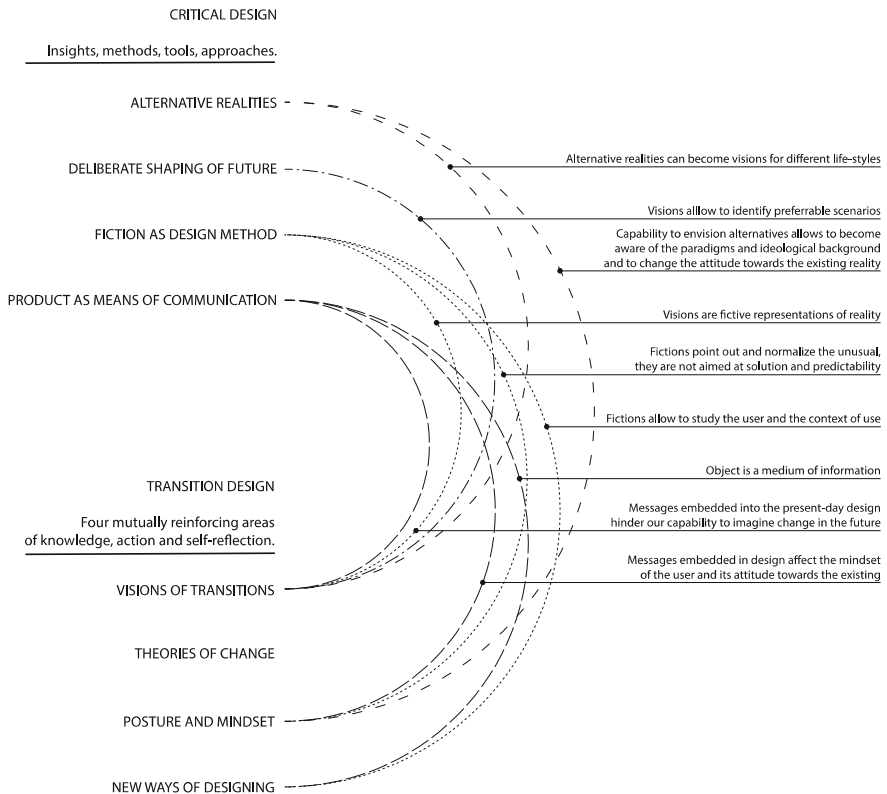 CRITICAL DESIGN
Insights, methods, tools, approaches.
ALTERNATIVE REALITIES
DELIBERATE SHAPING OF FUTURE
FICTION AS DESIGN METHOD
PRODUCT AS MEANS OF COMMUNICATION
TRANSITION DESIGN
Four mutually reinforcing areas
of knowledge, action and self-reflection.
VISIONS OF TRANSITIONS
THEORIES OF CHANGE
POSTURE AND MINDSET
NEW WAYS OF DESIGNING
Alternative realities can become visions for different life-styles
Visions alllow to identify preferrable scenarios
Capability to envision alternatives allows to become
aware of the paradigms and ideological background
and to change the attitude towards the existing reality
Visions are fictive representations of reality
Fictions point out and normalize the unusual,
they are not aimed at solution and predictability
Fictions allow to study the user and the context of use
Object is a medium of information
Messages embedded into the present-day design
hinder our capability to imagine change in the future
Messages embedded in design affect the mindset
of the user and its attitude towards the existing